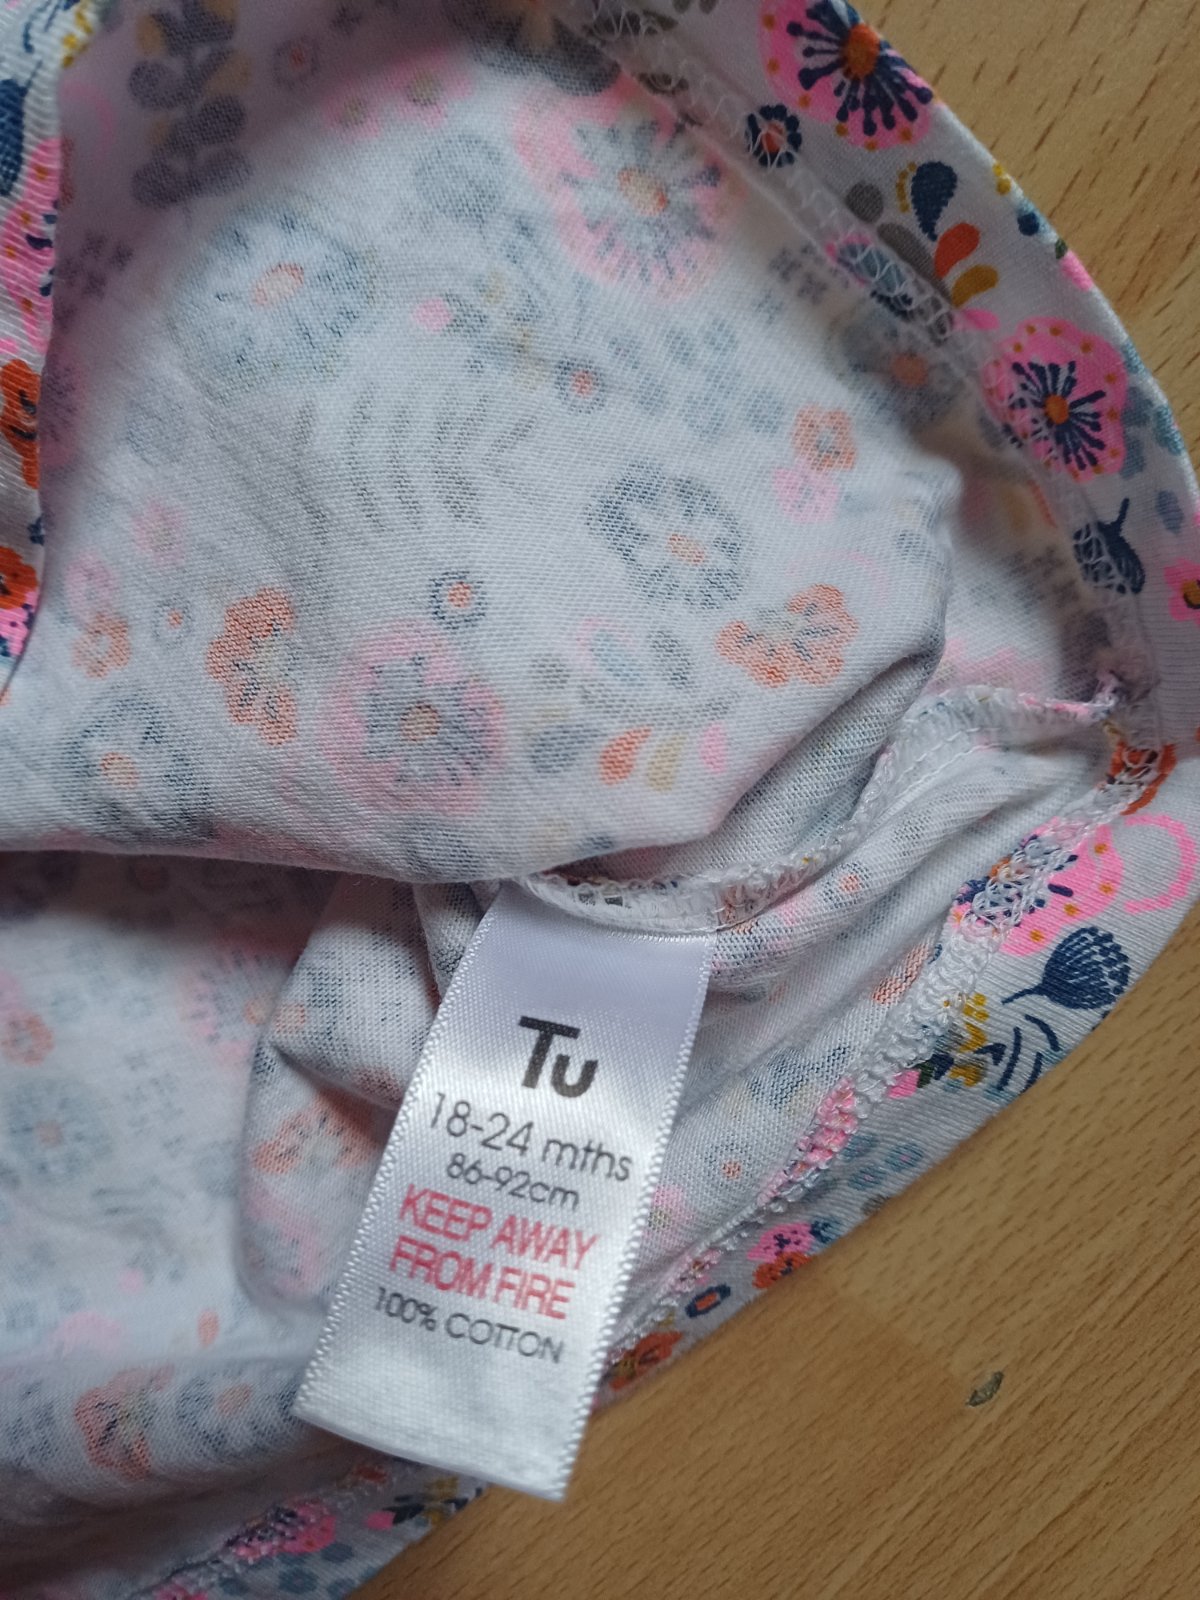 Tu
18-24 mths
86-92cm
KEEP AWAY
FROM FIRE
100% COTTON